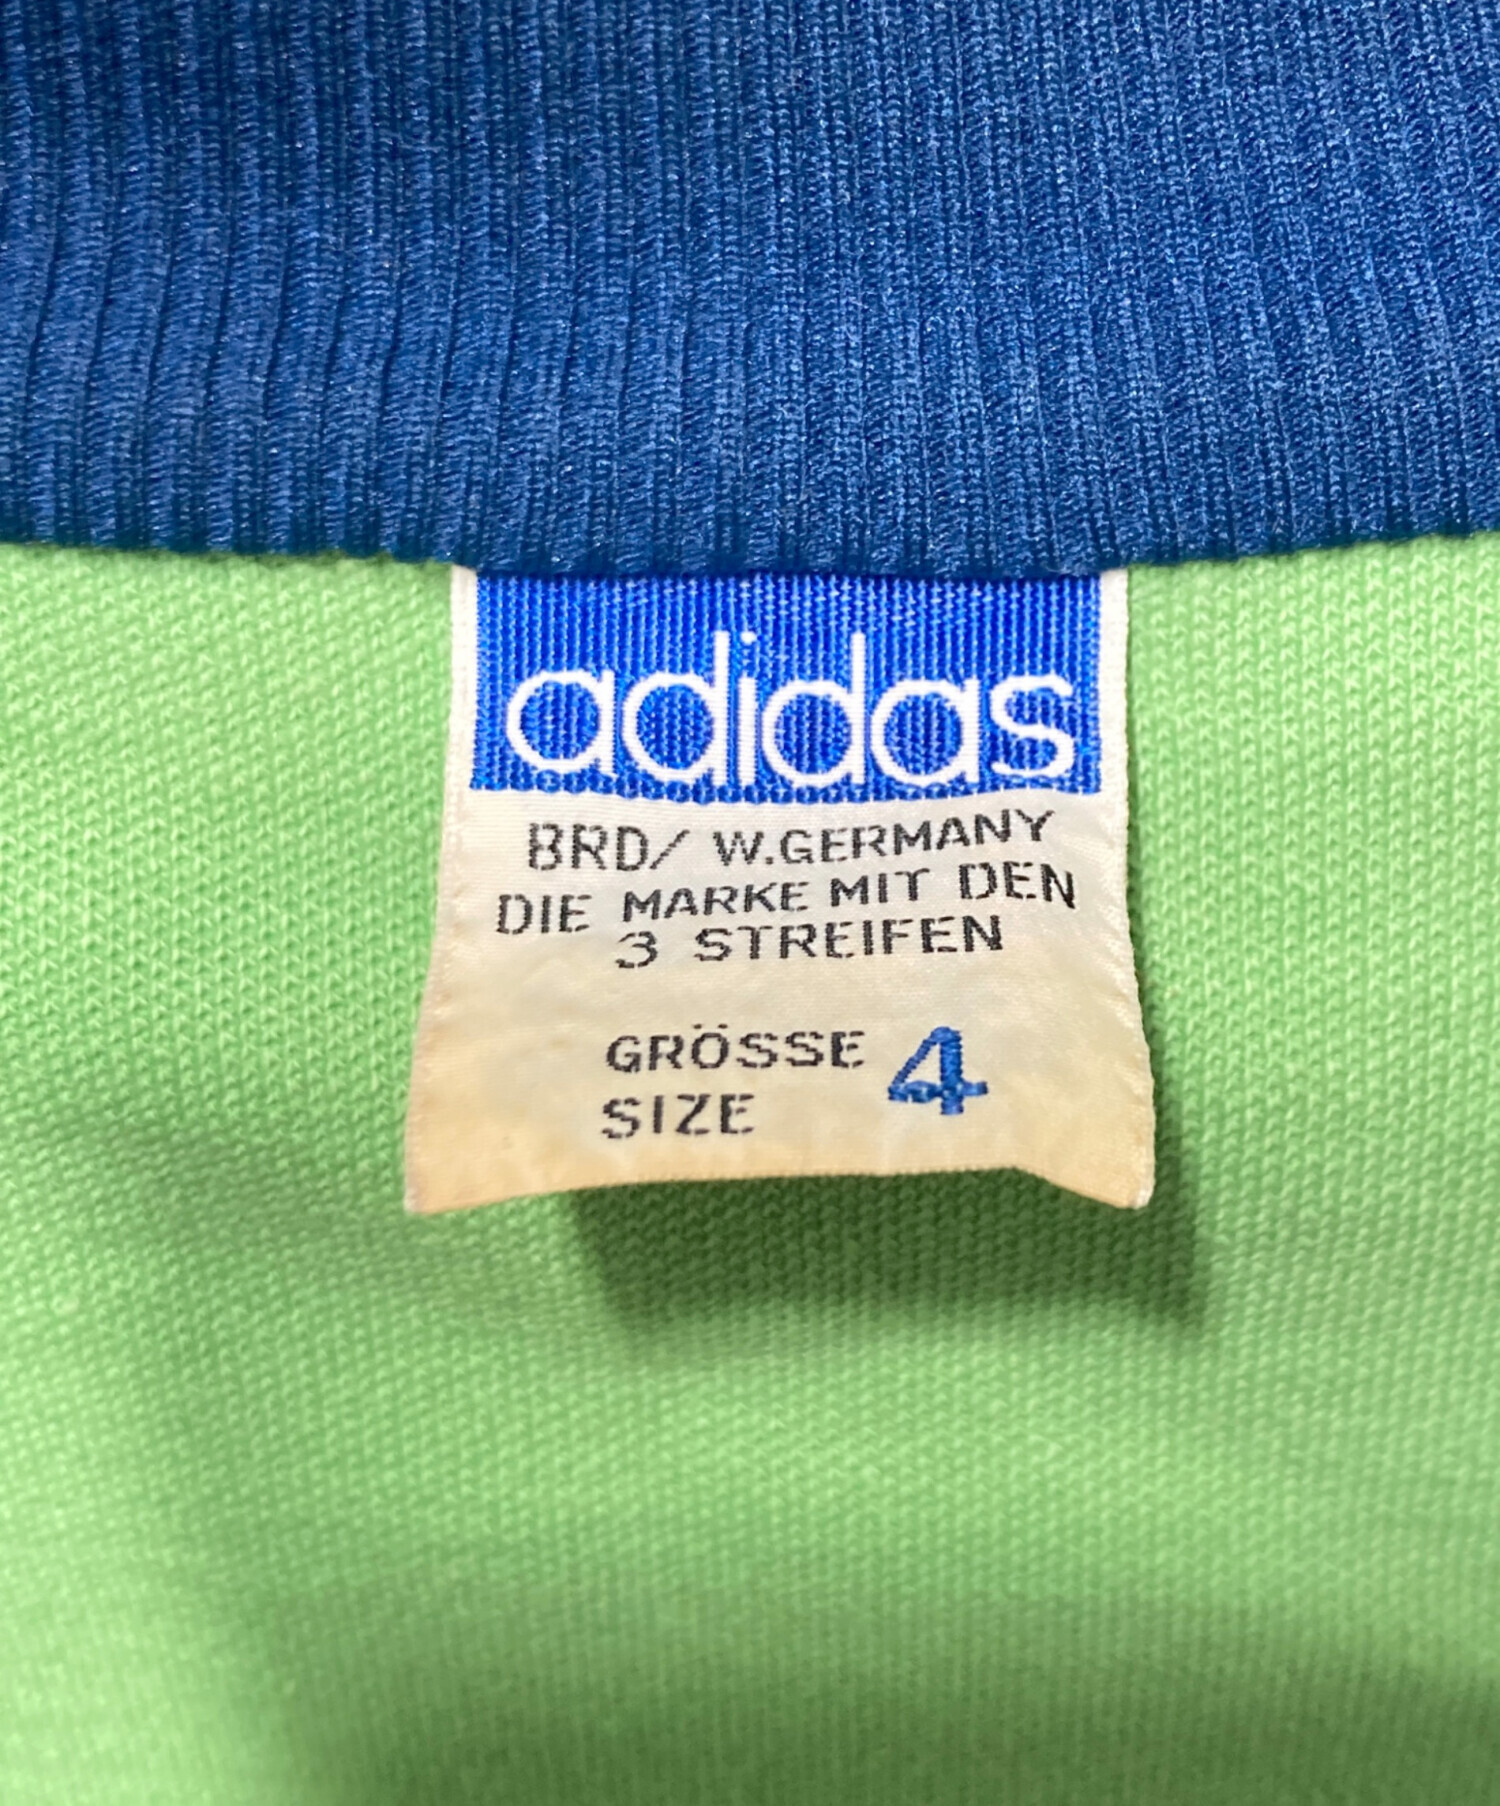 adidas
BRD/ W.GERMANY
DIE MARKE MIT DEN
3 STREIFEN
GRÖSSE 4
SIZE